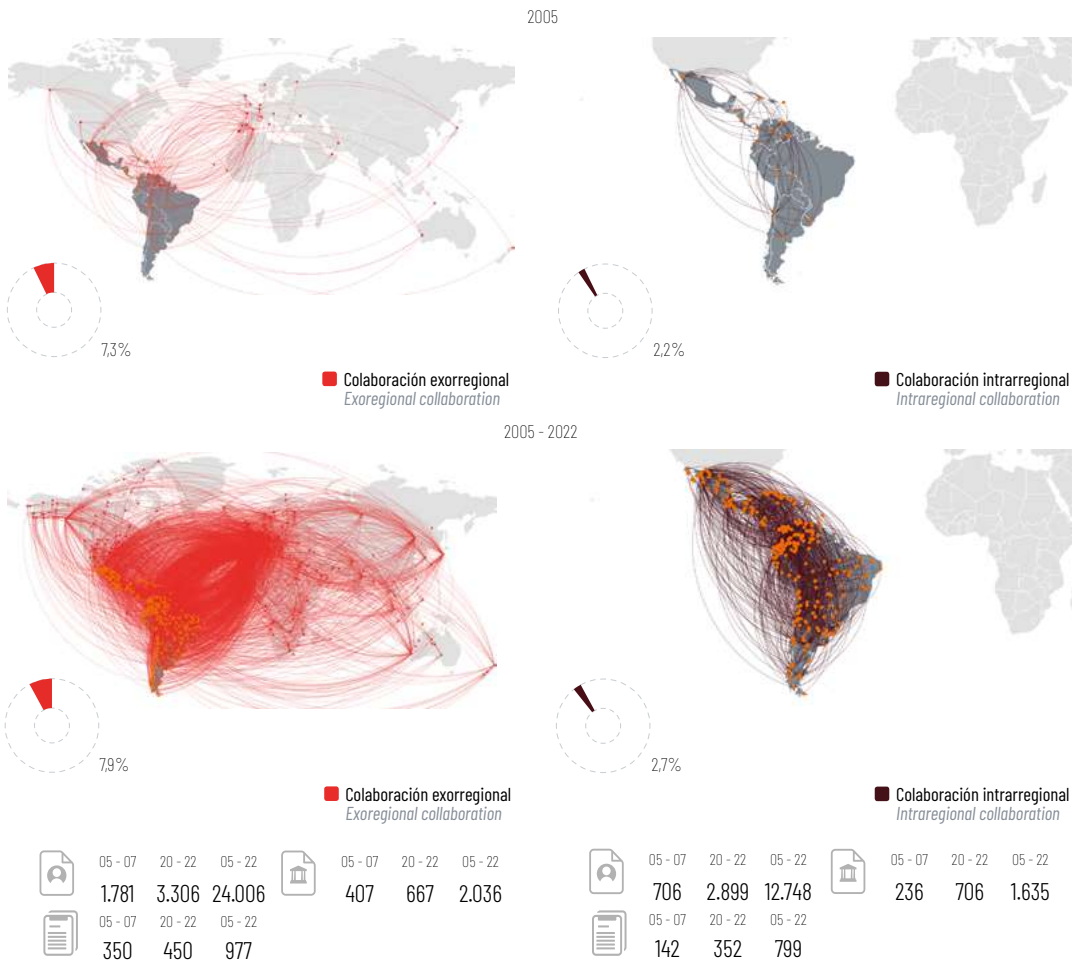 2005
7,3%
Colaboración exorregional
Exoregional collaboration
2,2%
Colaboración intrarregional
Intraregional collaboration
2005 - 2022
7,9%
Colaboración exorregional
Exoregional collaboration
2,7%
Colaboración intrarregional
Intraregional collaboration
05 - 07 20 - 22 05 - 22
1.781 3.306 24.006
05 - 07 20 - 22 05 - 22
407 667 2.036
05 - 07 20 - 22 05 - 22
350 450 977
05 - 07 20 - 22 05 - 22
706 2.899 12.748
05 - 07 20 - 22 05 - 22
236 706 1.635
05 - 07 20 - 22 05 - 22
142 352 799